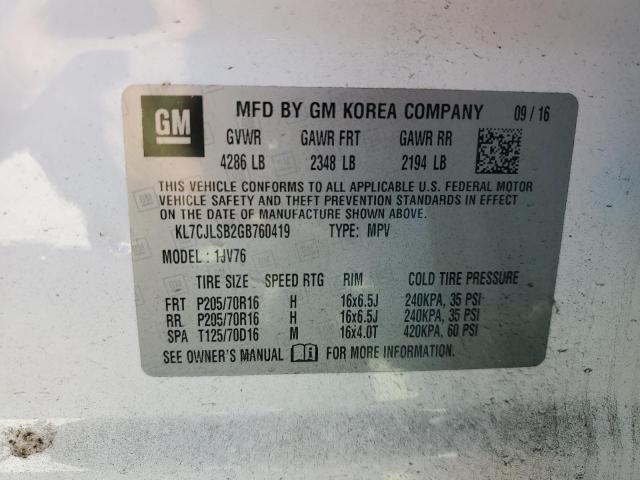 GM
MFD BY GM KOREA COMPANY 09/16
GVWR GAWR FRT GAWR RR
4286 LB 2348 LB 2194 LB
THIS VEHICLE CONFORMS TO ALL APPLICABLE U.S. FEDERAL MOTOR
VEHICLE SAFETY AND THEFT PREVENTION STANDARDS IN EFFECT ON
THE DATE OF MANUFACTURE SHOWN ABOVE.
KL7CJLSB2GB760419 TYPE: MPV
MODEL: 1JV76
TIRE SIZE SPEED RTG RIM COLD TIRE PRESSURE
FRT P205/70R16 H 16x6.5J 240KPA, 35 PSI
RR P205/70R16 H 16x6.5J 240KPA, 35 PSI
SPA T125/70D16 M 16x4.0T 420KPA, 60 PSI
SEE OWNER'S MANUAL FOR MORE INFORMATION.